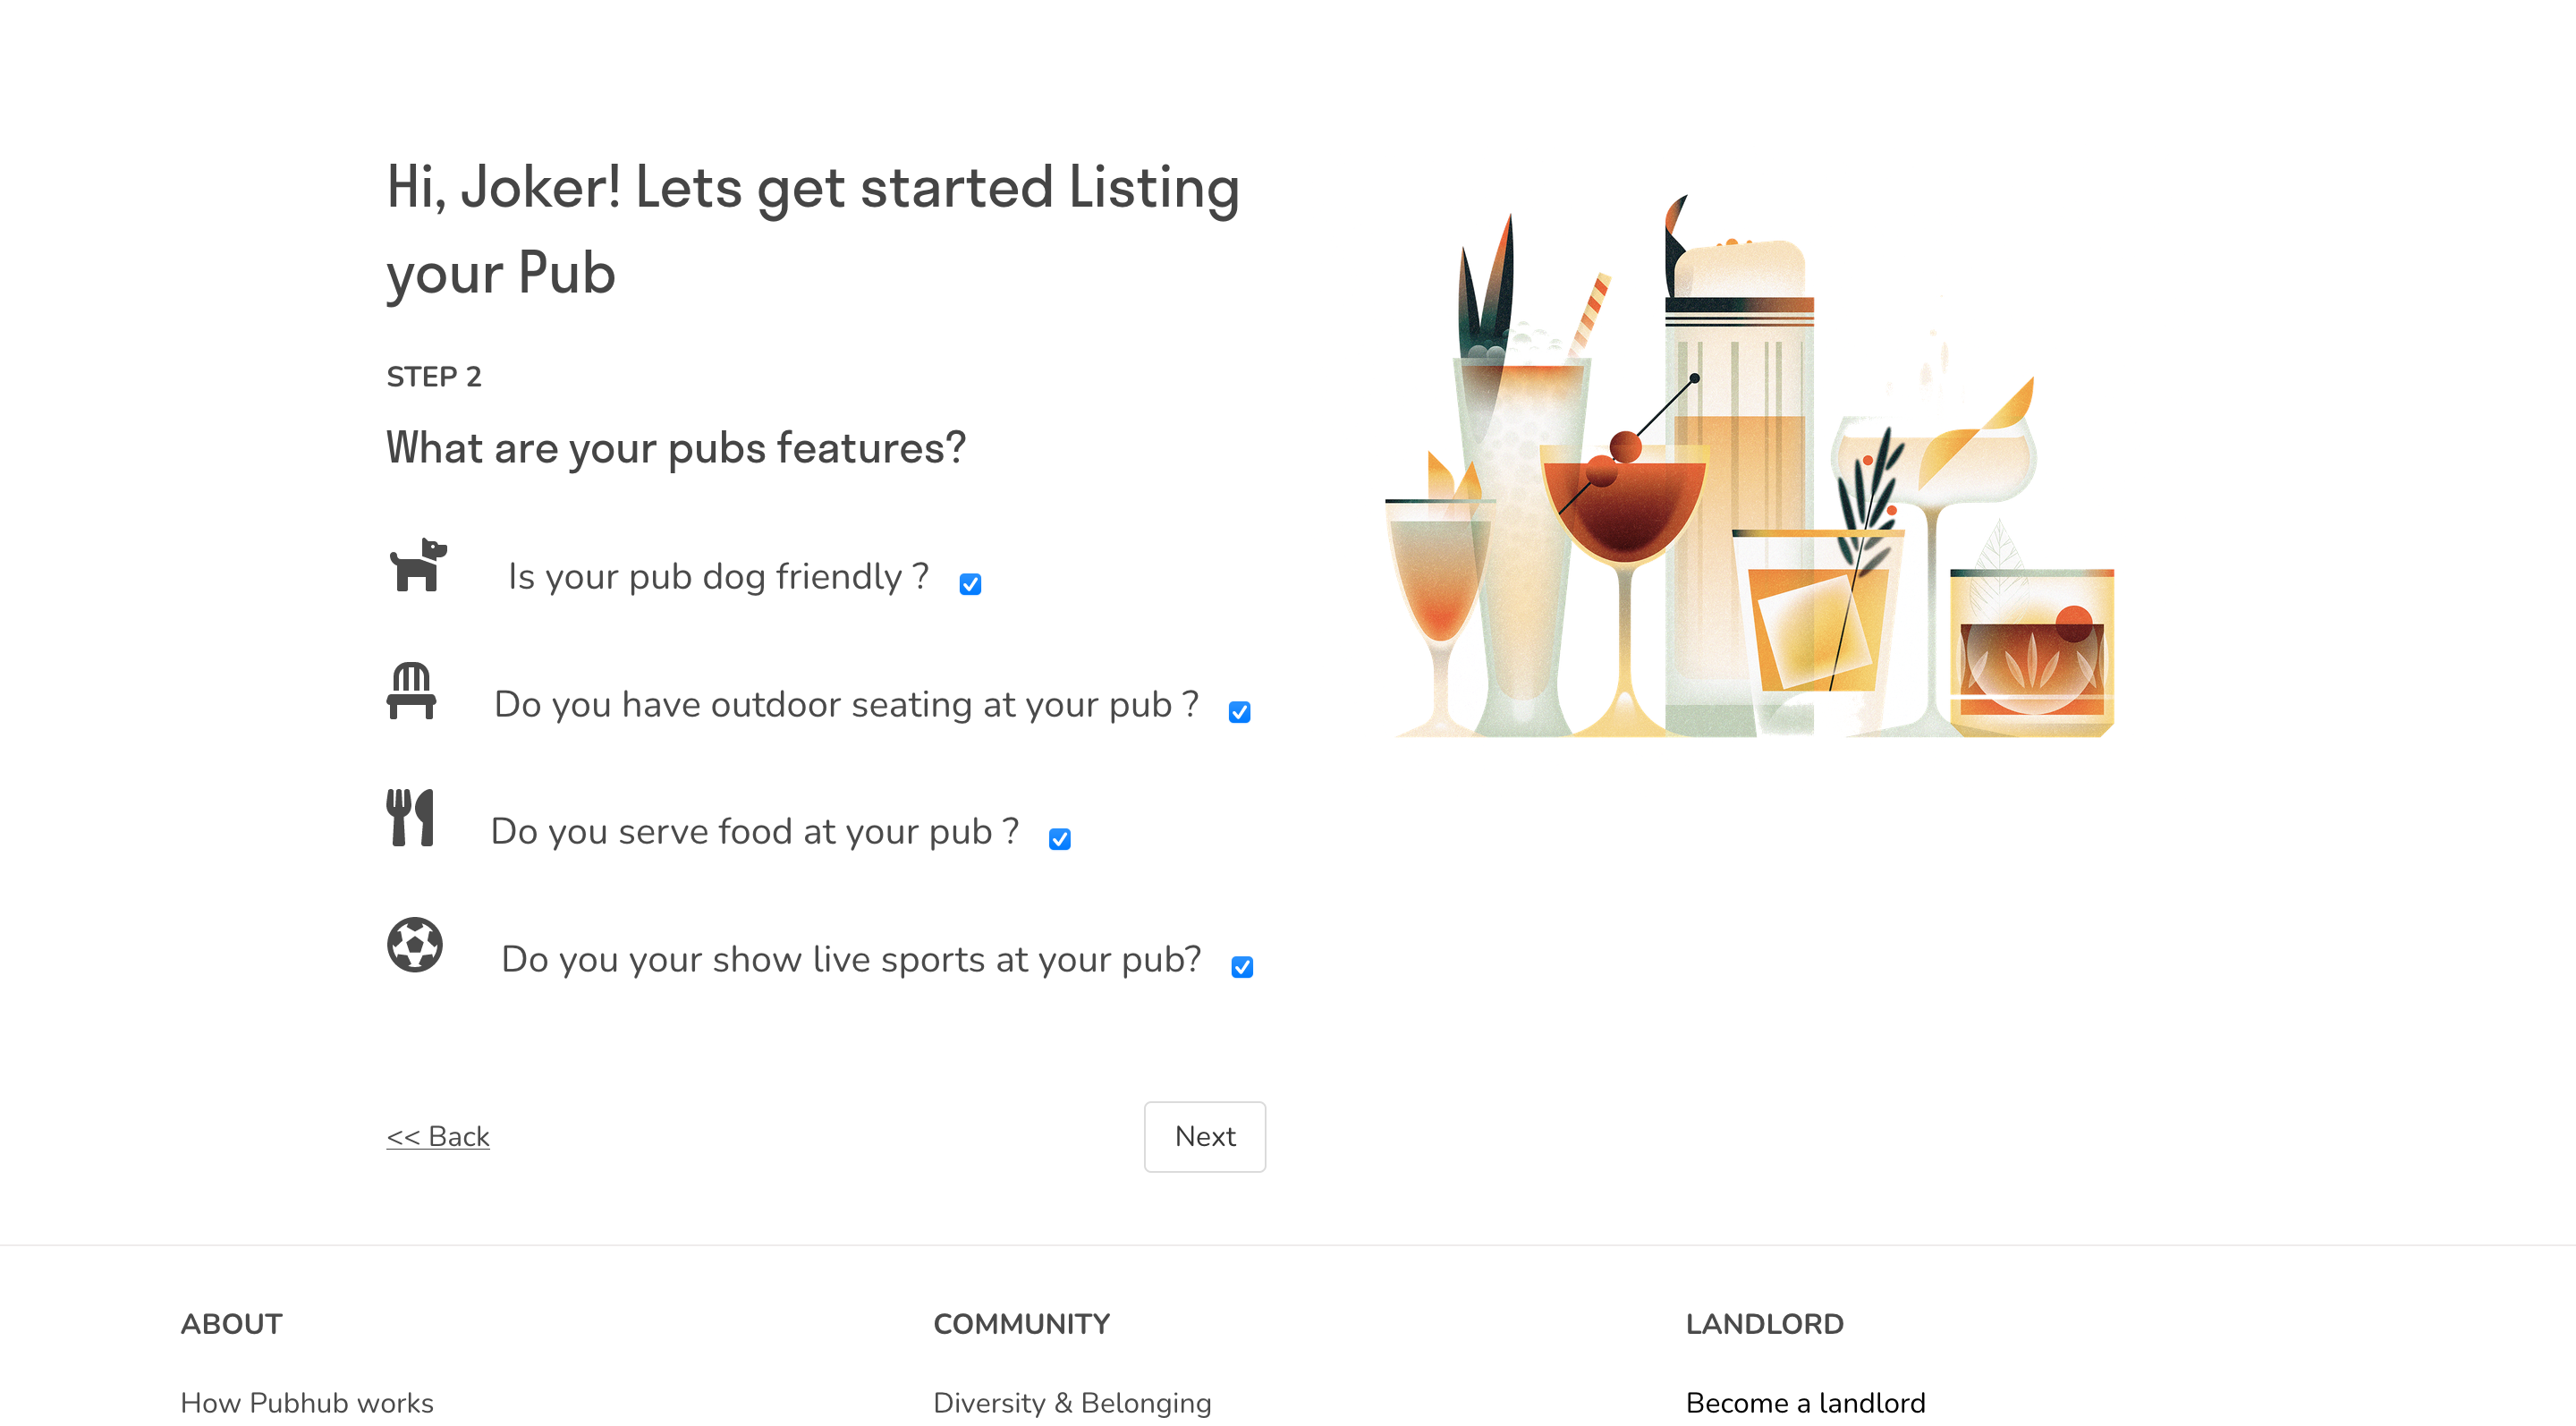 Hi, Joker! Lets get started Listing
your Pub
STEP 2
What are your pubs features?
Is your pub dog friendly ?
Do you have outdoor seating at your pub ?
Do you serve food at your pub ?
Do you your show live sports at your pub?
<< Back
Next
ABOUT
COMMUNITY
LANDLORD
How Pubhub works
Diversity & Belonging
Become a landlord